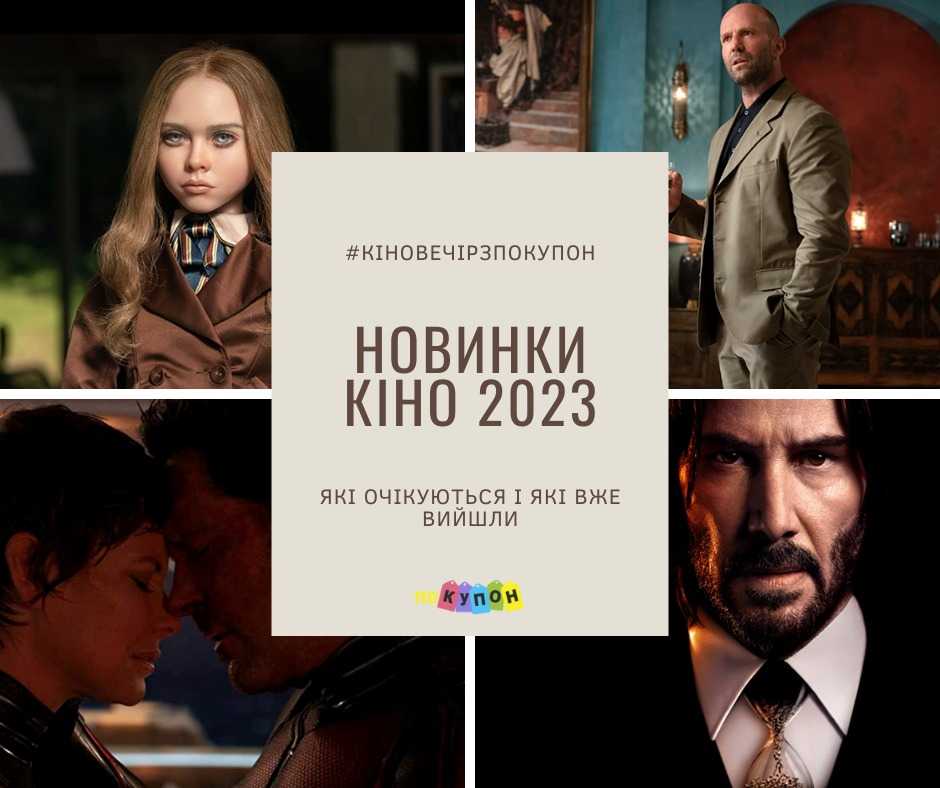 #КІНОВЕЧІРЗПОКУПОН
НОВИНКИ
КІНО 2023
ЯКІ ОЧІКУЮТЬСЯ І ЯКІ ВЖЕ
ВИЙШЛИ
ПОКУПОН